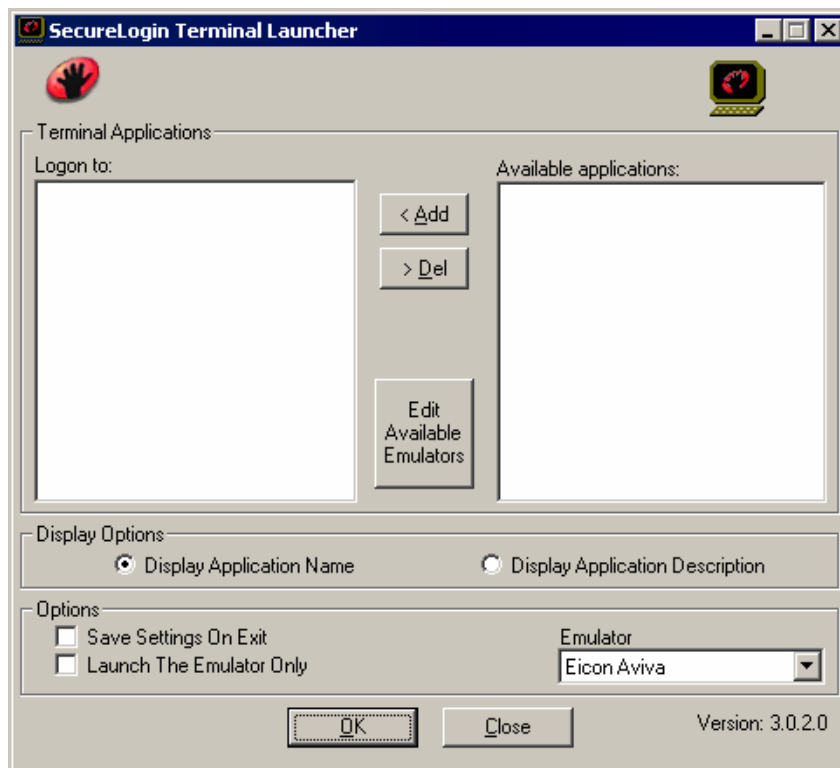 SecureLogin Terminal Launcher
Terminal Applications
Logon to:
Available applications:
< Add
> Del
Edit
Available
Emulators
Display Options
Display Application Name
Display Application Description
Options
Save Settings On Exit
Launch The Emulator Only
Emulator
Eicon Aviva
OK
Close
Version: 3.0.2.0